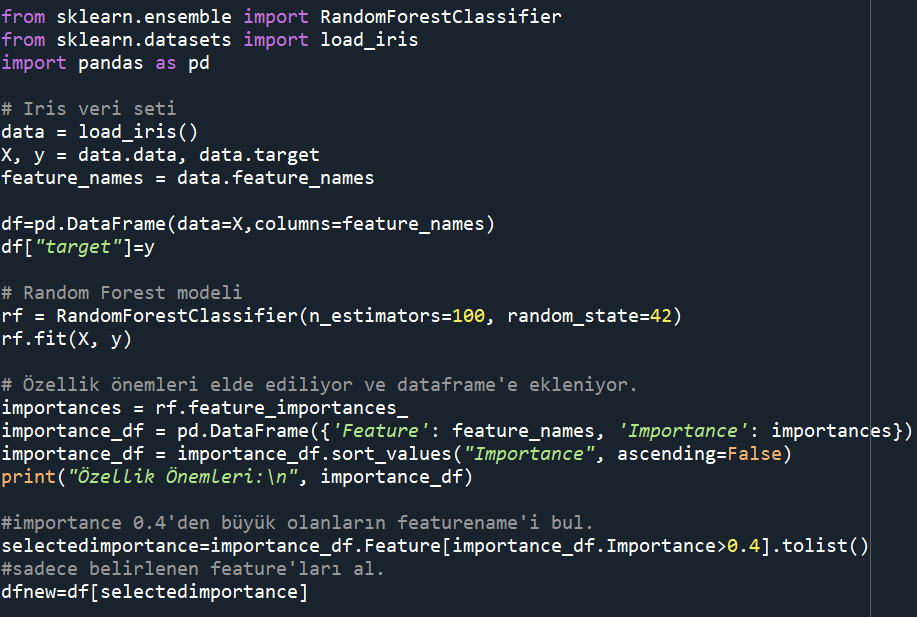 from sklearn.ensemble import RandomForestClassifier
from sklearn.datasets import load_iris
import pandas as pd
# Iris veri seti
data = load_iris()
X, y = data.data, data.target
feature_names = data.feature_names
df=pd.DataFrame(data=X,columns=feature_names)
df["target"]=y
# Random Forest modeli
rf = RandomForestClassifier(n_estimators=100, random_state=42)
rf.fit(X, y)
# Özellik önemleri elde ediliyor ve dataframe'e ekleniyor.
importances = rf.feature_importances_
importance_df = pd.DataFrame({'Feature': feature_names, 'Importance': importances})
importance_df = importance_df.sort_values("Importance", ascending=False)
print("Özellik Önemleri:\n", importance_df)
#importance 0.4'den büyük olanların featurename'i bul.
selectedimportance=importance_df.Feature[importance_df.Importance>0.4].tolist()
#sadece belirlenen feature'ları al.
dfnew=df[selectedimportance]